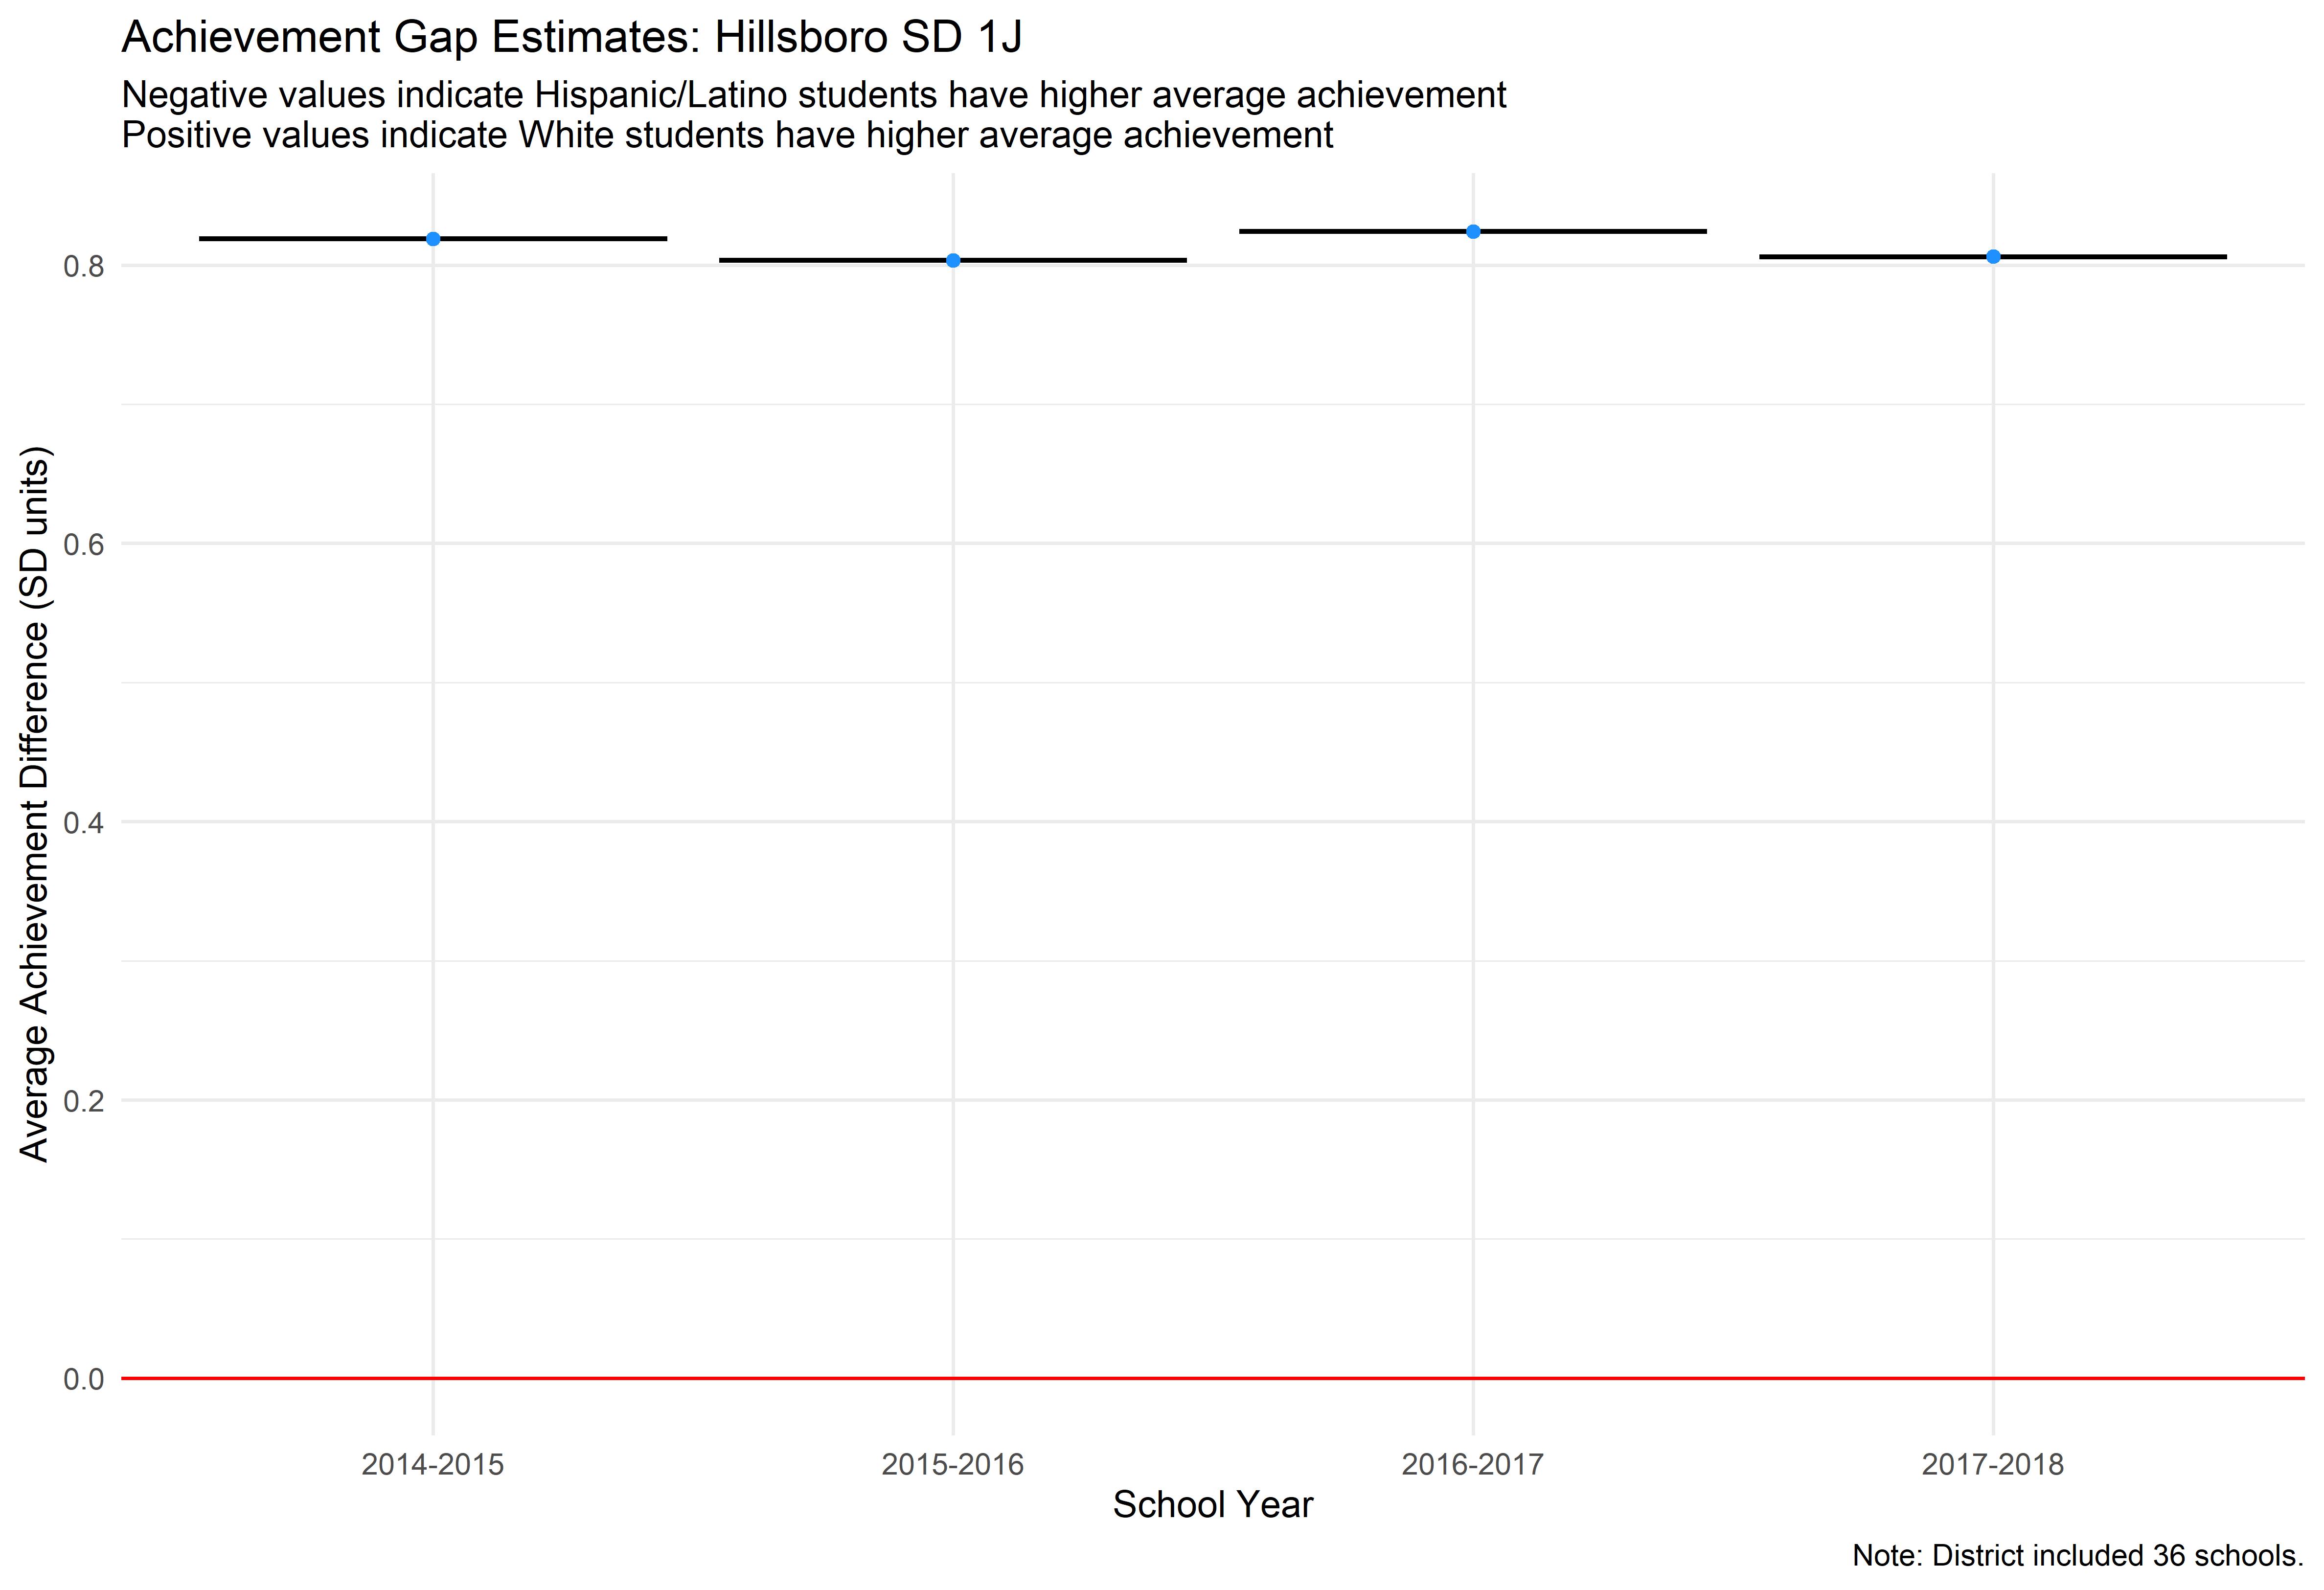 Achievement Gap Estimates: Hillsboro SD 1J
Negative values indicate Hispanic/Latino students have higher average achievement
Positive values indicate White students have higher average achievement
Average Achievement Difference (SD units)
0.8
0.6
0.4
0.2
0.0
2014-2015
2015-2016
2016-2017
2017-2018
School Year
Note: District included 36 schools.